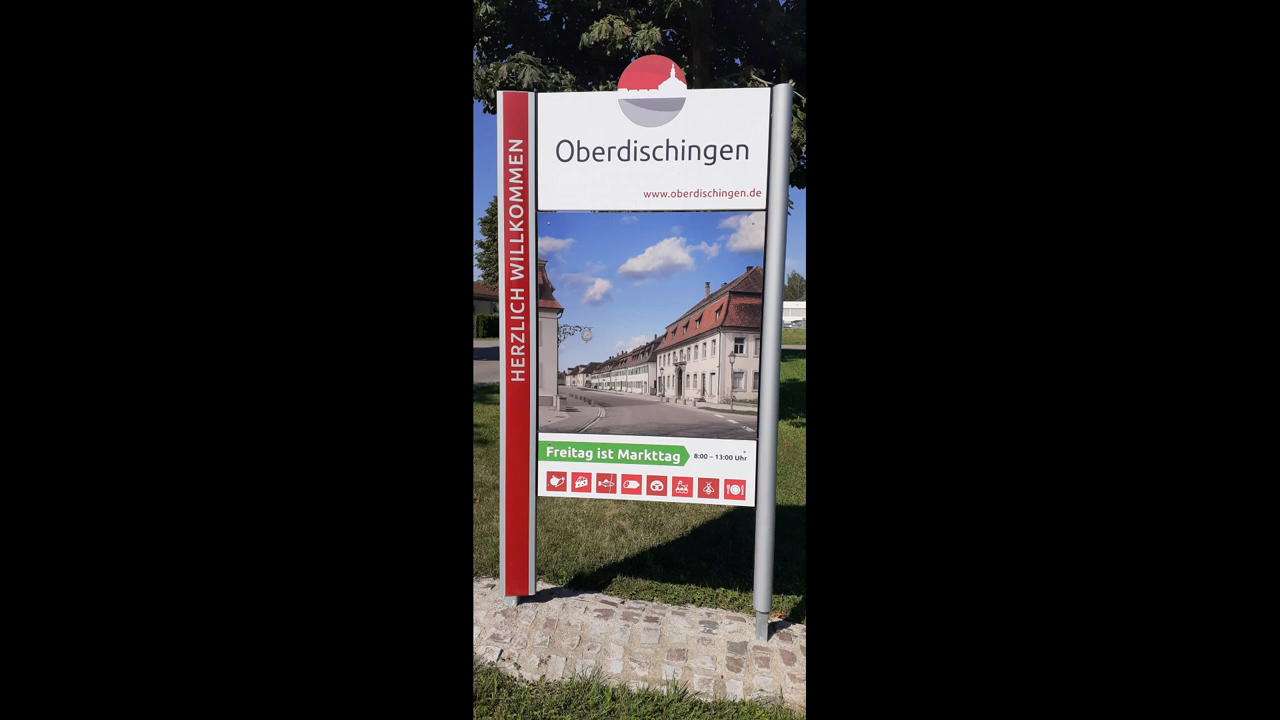 HERZLICH WILLKOMMEN
Oberdischingen
www.oberdischingen.de
Freitag ist Markttag
8:00 – 13:00 Uhr